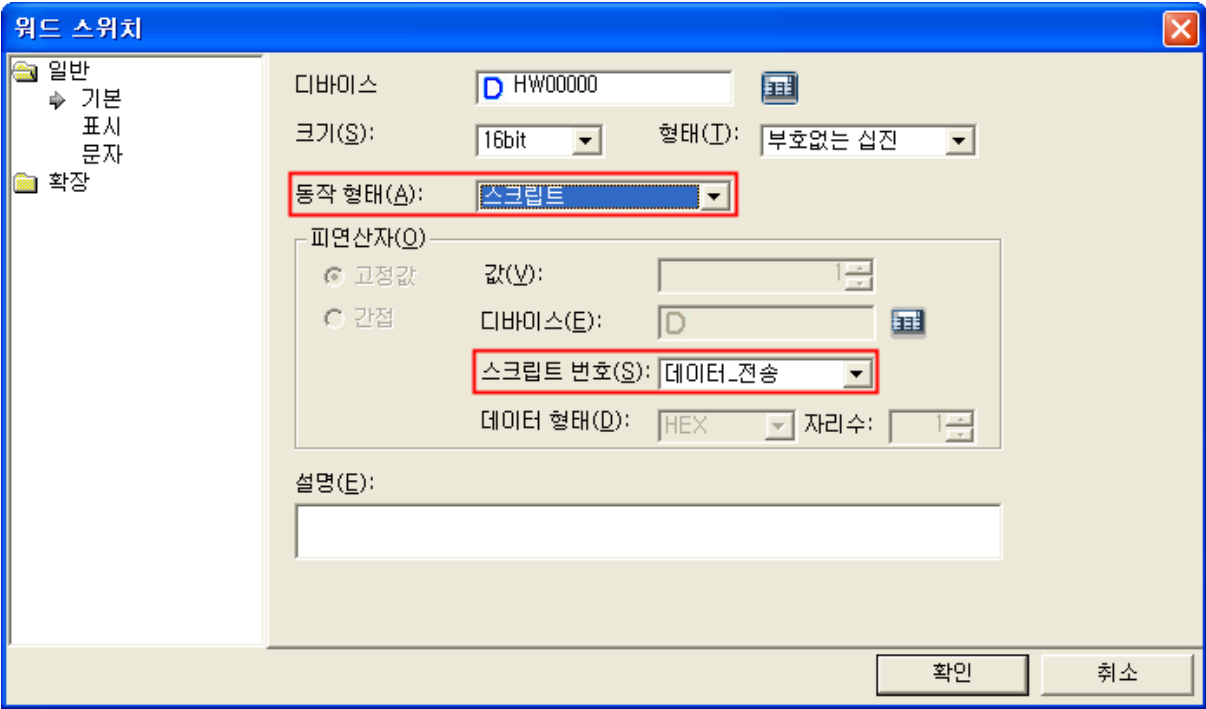 워드 스위치
일반
기본
표시
문자
확장
디바이스 D HW00000
크기(S): 16bit 형태(T): 부호없는 십진
동작 형태(A): 스크립트
피연산자(O)
고정값 값(V): 1
간접 디바이스(E): D
스크립트 번호(S): 데이터_전송
데이터 형태(D): HEX 자리수: 1
설명(E):
확인 취소